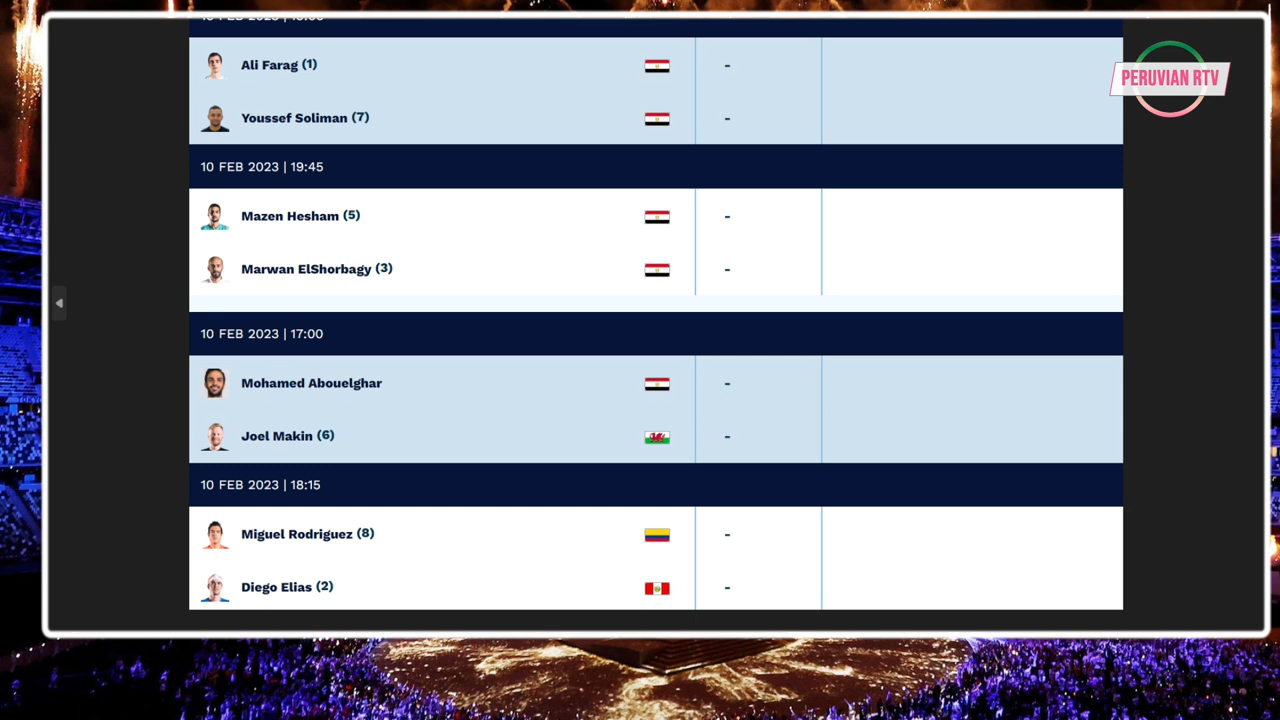 Ali Farag (1)
-
Youssef Soliman (7)
-
10 FEB 2023 | 19:45
Mazen Hesham (5)
-
Marwan ElShorbagy (3)
-
10 FEB 2023 | 17:00
Mohamed Abouelghar
-
Joel Makin (6)
-
10 FEB 2023 | 18:15
Miguel Rodriguez (8)
-
Diego Elias (2)
-
PERUVIAN RTV